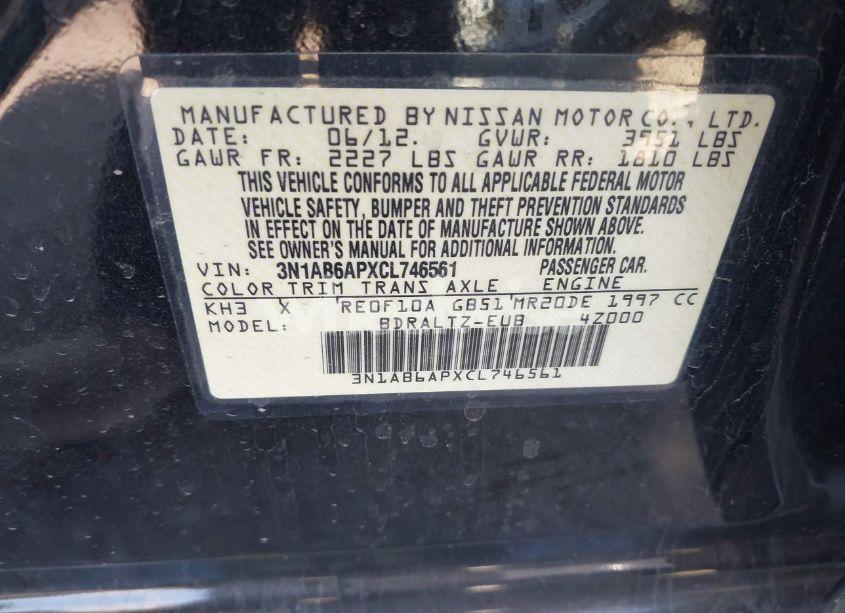 MANUFACTURED BY NISSAN MOTOR CO., LTD.
DATE: 06/12. GVWR: 3951 LBS
GAWR FR: 2227 LBS GAWR RR: 1810 LBS
THIS VEHICLE CONFORMS TO ALL APPLICABLE FEDERAL MOTOR
VEHICLE SAFETY, BUMPER AND THEFT PREVENTION STANDARDS
IN EFFECT ON THE DATE OF MANUFACTURE SHOWN ABOVE.
SEE OWNER'S MANUAL FOR ADDITIONAL INFORMATION.
VIN: 3N1AB6APXCL746561 PASSENGER CAR.
COLOR TRIM TRANS AXLE ENGINE
KH3 X RE0F10A GB51 MR20DE 1997 CC
MODEL: BDRALTZ-EUB 4Z000
3N1AB6APXCL746561